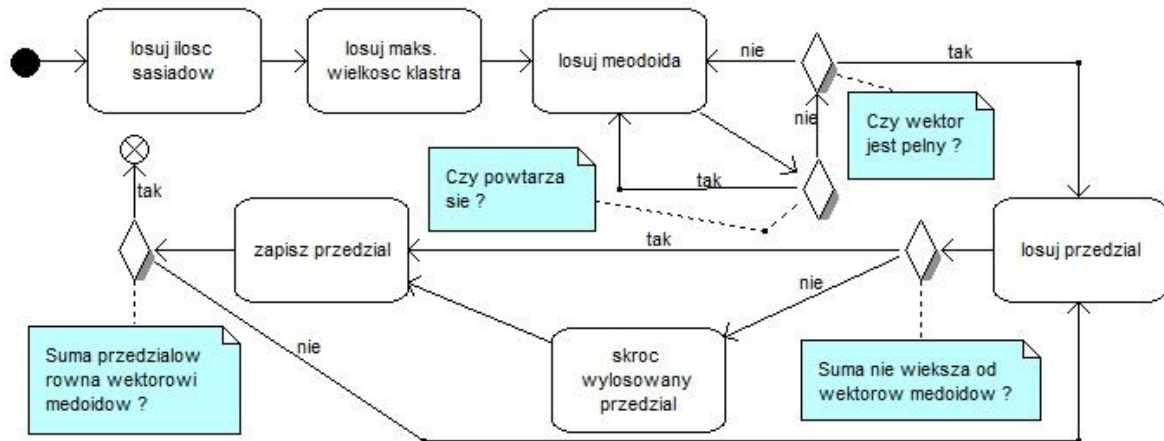 losuj ilosc
sasiadow
losuj maks.
wielkosc klastra
losuj meodoida
nie
tak
Czy wektor
jest pelny ?
nie
Czy powtarza
sie ?
tak
tak
zapisz przedzial
tak
losuj przedzial
nie
Suma przedzialow
rowna wektorowi
medoidow ?
nie
skroc
wylosowany
przedzial
Suma nie wieksza od
wektorow medoidow ?